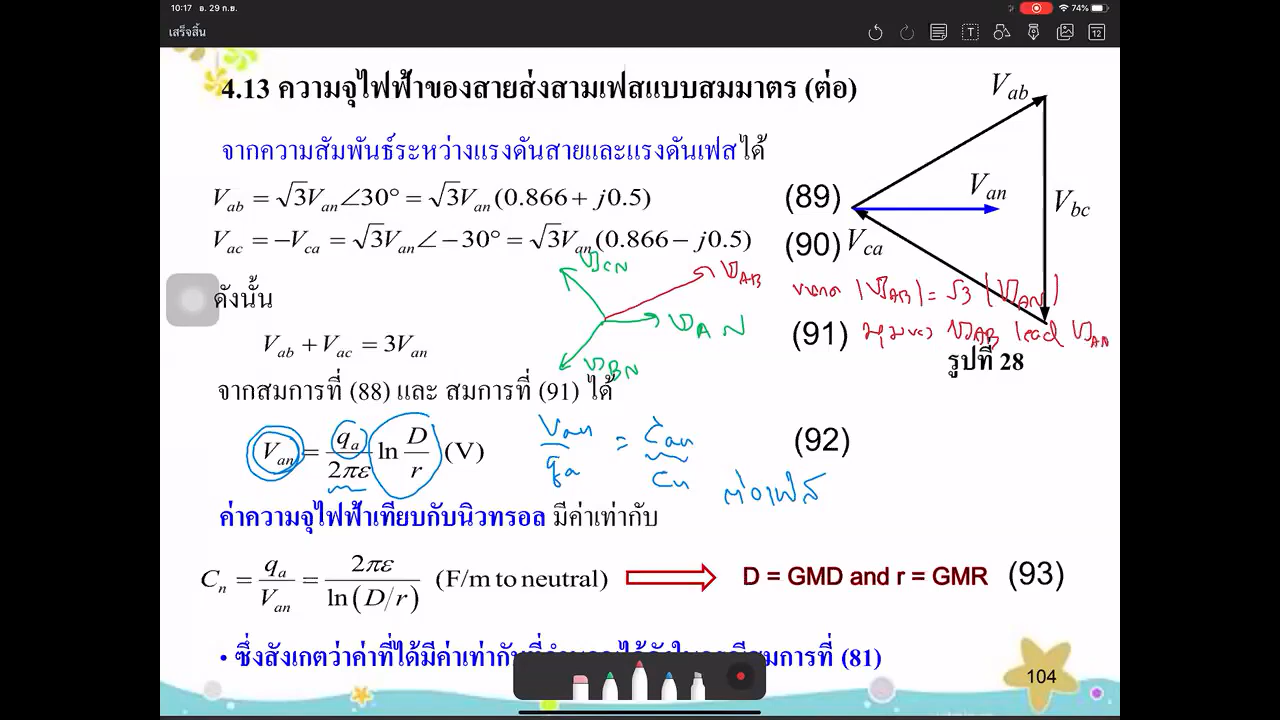 10:17 อ. 29 ก.ย.
74%
เสร็จสิ้น
12
4.13 ความจุไฟฟ้าของสายส่งสามเฟสแบบสมมาตร (ต่อ)
จากความสัมพันธ์ระหว่างแรงดันสายและแรงดันเฟส ได้
V_ab = √3V_an∠30° = √3V_an(0.866 + j0.5) (89)
V_ac = −V_ca = √3V_an∠−30° = √3V_an(0.866 − j0.5) (90)
V_ab
V_an
V_bc
V_ca
ดังนั้น
V_CN
V_AB
V_AN
V_BN
ขนาด |V_AB| = √3 |V_AN|
V_AB lead V_AN
V_ab + V_ac = 3V_an (91)
รูปที่ 28
จากสมการที่ (88) และ สมการที่ (91) ได้
V_an = q_a/2πε ln D/r (V) (92)
V_an/q_a = C_an
C_n
ต่อเฟส
ค่าความจุไฟฟ้าเทียบกับนิวทรอล มีค่าเท่ากับ
C_n = q_a/V_an = 2πε/ln(D/r) (F/m to neutral) D = GMD and r = GMR (93)
• ซึ่งสังเกตว่าค่าที่ได้มีค่าเท่ากับ สมการที่ (81)
104